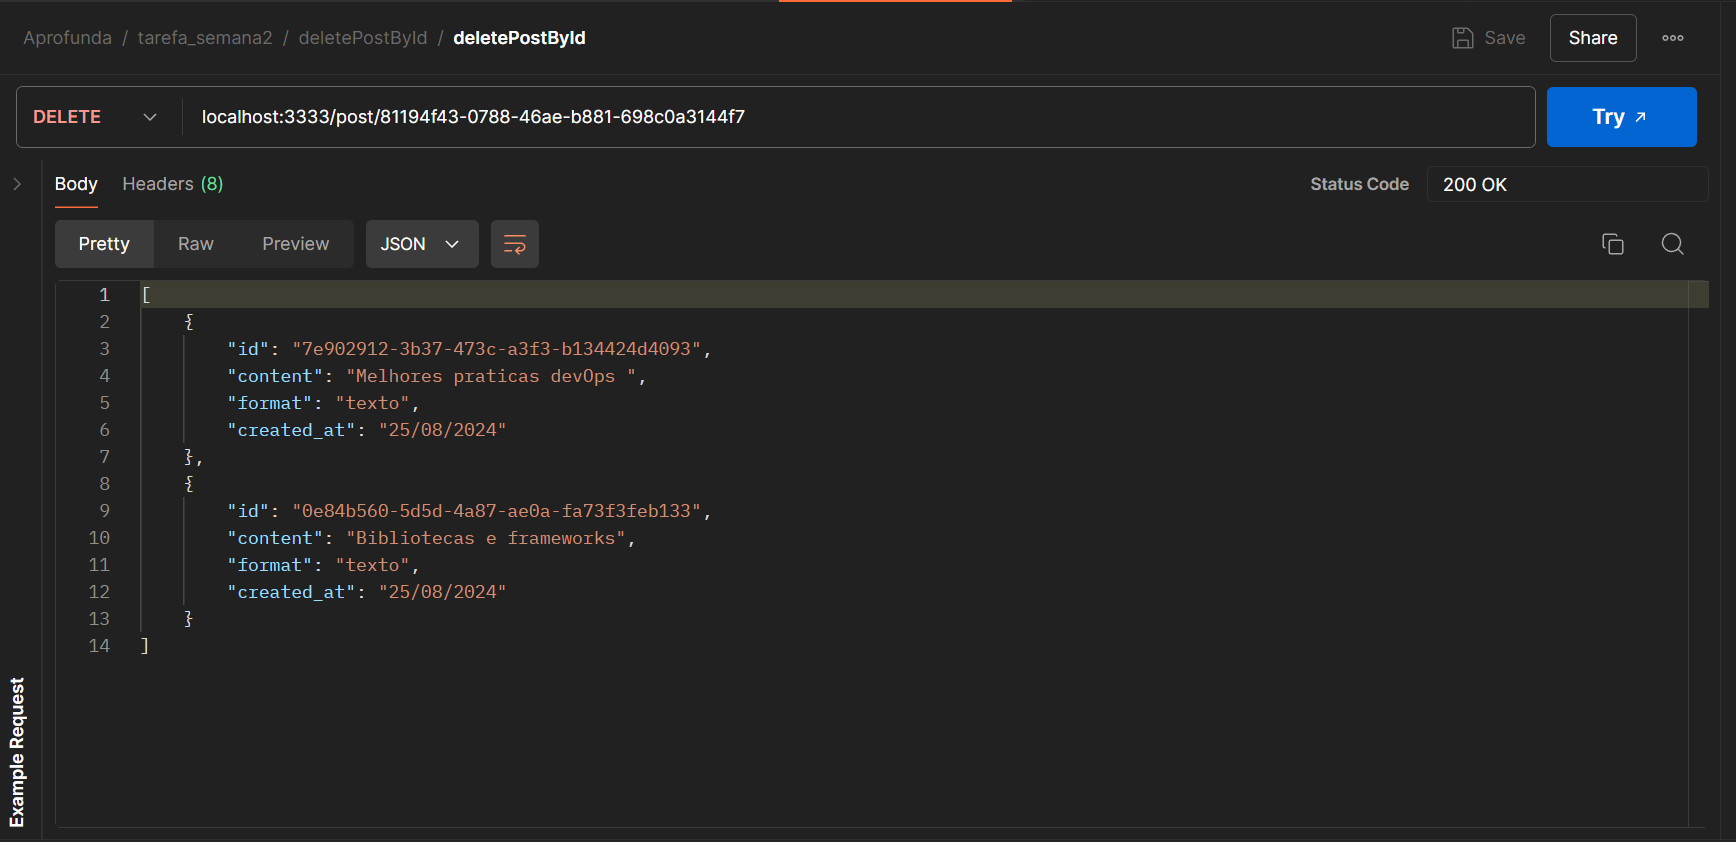 Aprofunda / tarefa_semana2 / deletePostById / deletePostById
Save
Share
DELETE
localhost:3333/post/81194f43-0788-46ae-b881-698c0a3144f7
Try
Body
Headers (8)
Status Code
200 OK
Pretty
Raw
Preview
JSON
1 [
2 {
3 "id": "7e902912-3b37-473c-a3f3-b134424d4093",
4 "content": "Melhores praticas devOps ",
5 "format": "texto",
6 "created_at": "25/08/2024"
7 },
8 {
9 "id": "0e84b560-5d5d-4a87-ae0a-fa73f3feb133",
10 "content": "Bibliotecas e frameworks",
11 "format": "texto",
12 "created_at": "25/08/2024"
13 }
14 ]
Example Request